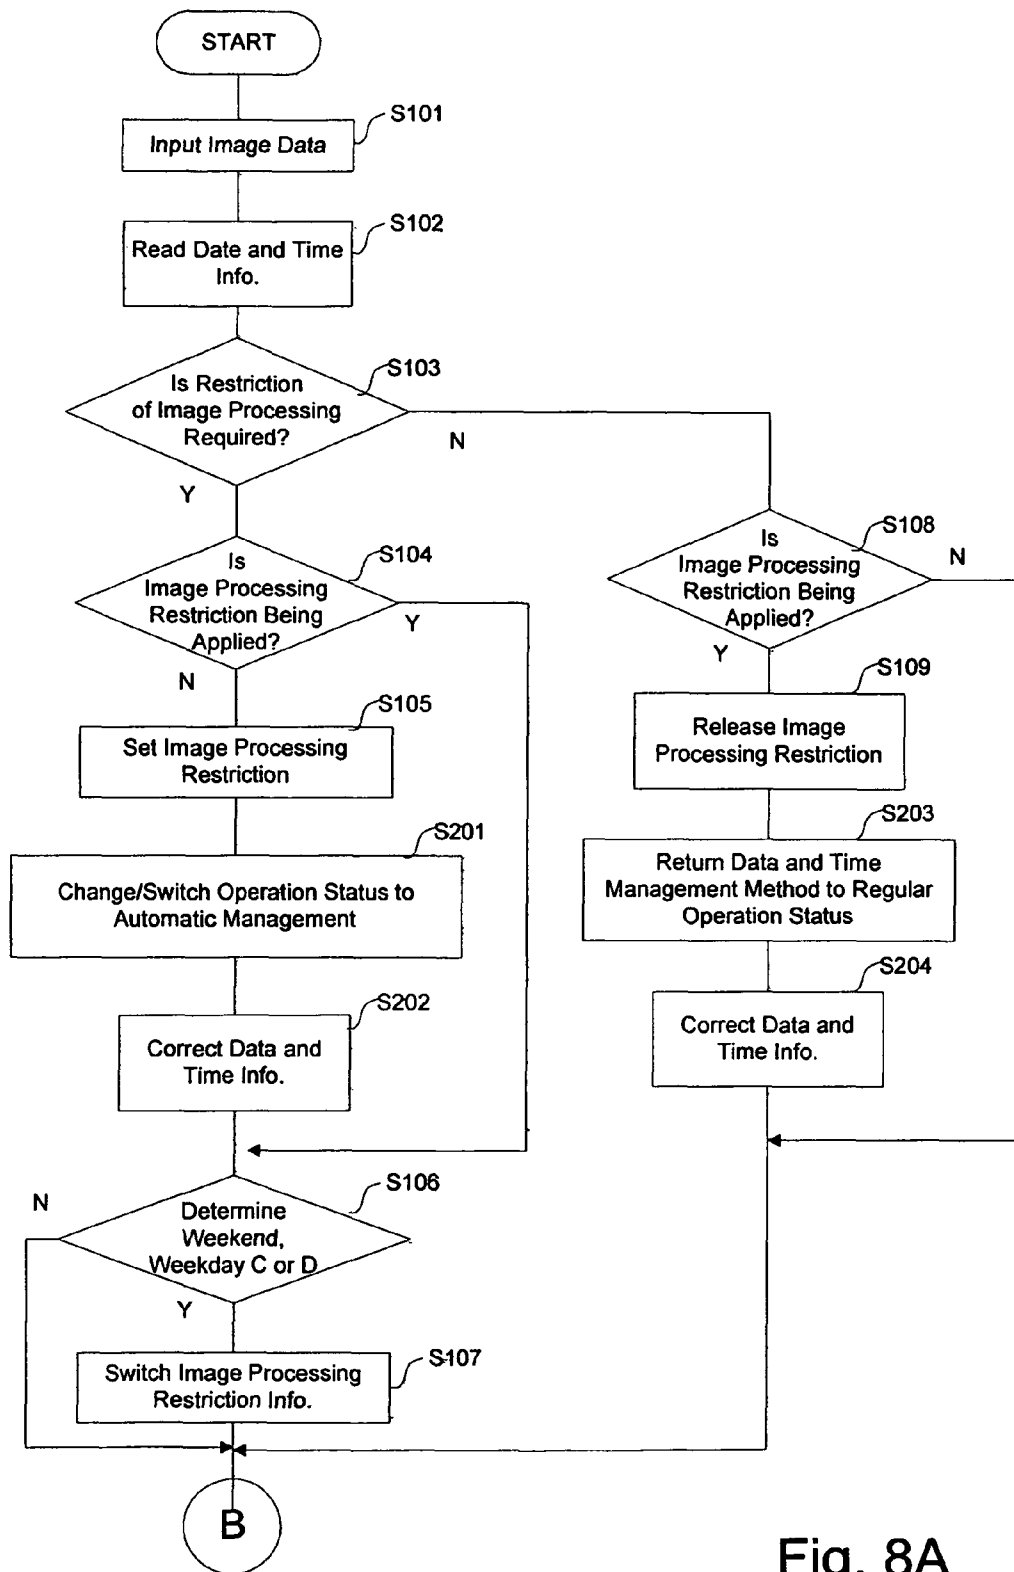 START
S101
Input Image Data
S102
Read Date and Time
Info.
S103
Is Restriction
of Image Processing
Required?
N
Y
S104
Is
Image Processing
Restriction Being
Applied?
Y
N
S108
Is
Image Processing
Restriction Being
Applied?
N
Y
S105
Set Image Processing
Restriction
S109
Release Image
Processing Restriction
S201
Change/Switch Operation Status to
Automatic Management
S203
Return Data and Time
Management Method to Regular
Operation Status
S202
Correct Data and
Time Info.
S204
Correct Data and
Time Info.
S106
N
Determine
Weekend,
Weekday C or D
Y
S107
Switch Image Processing
Restriction Info.
B
Fig. 8A